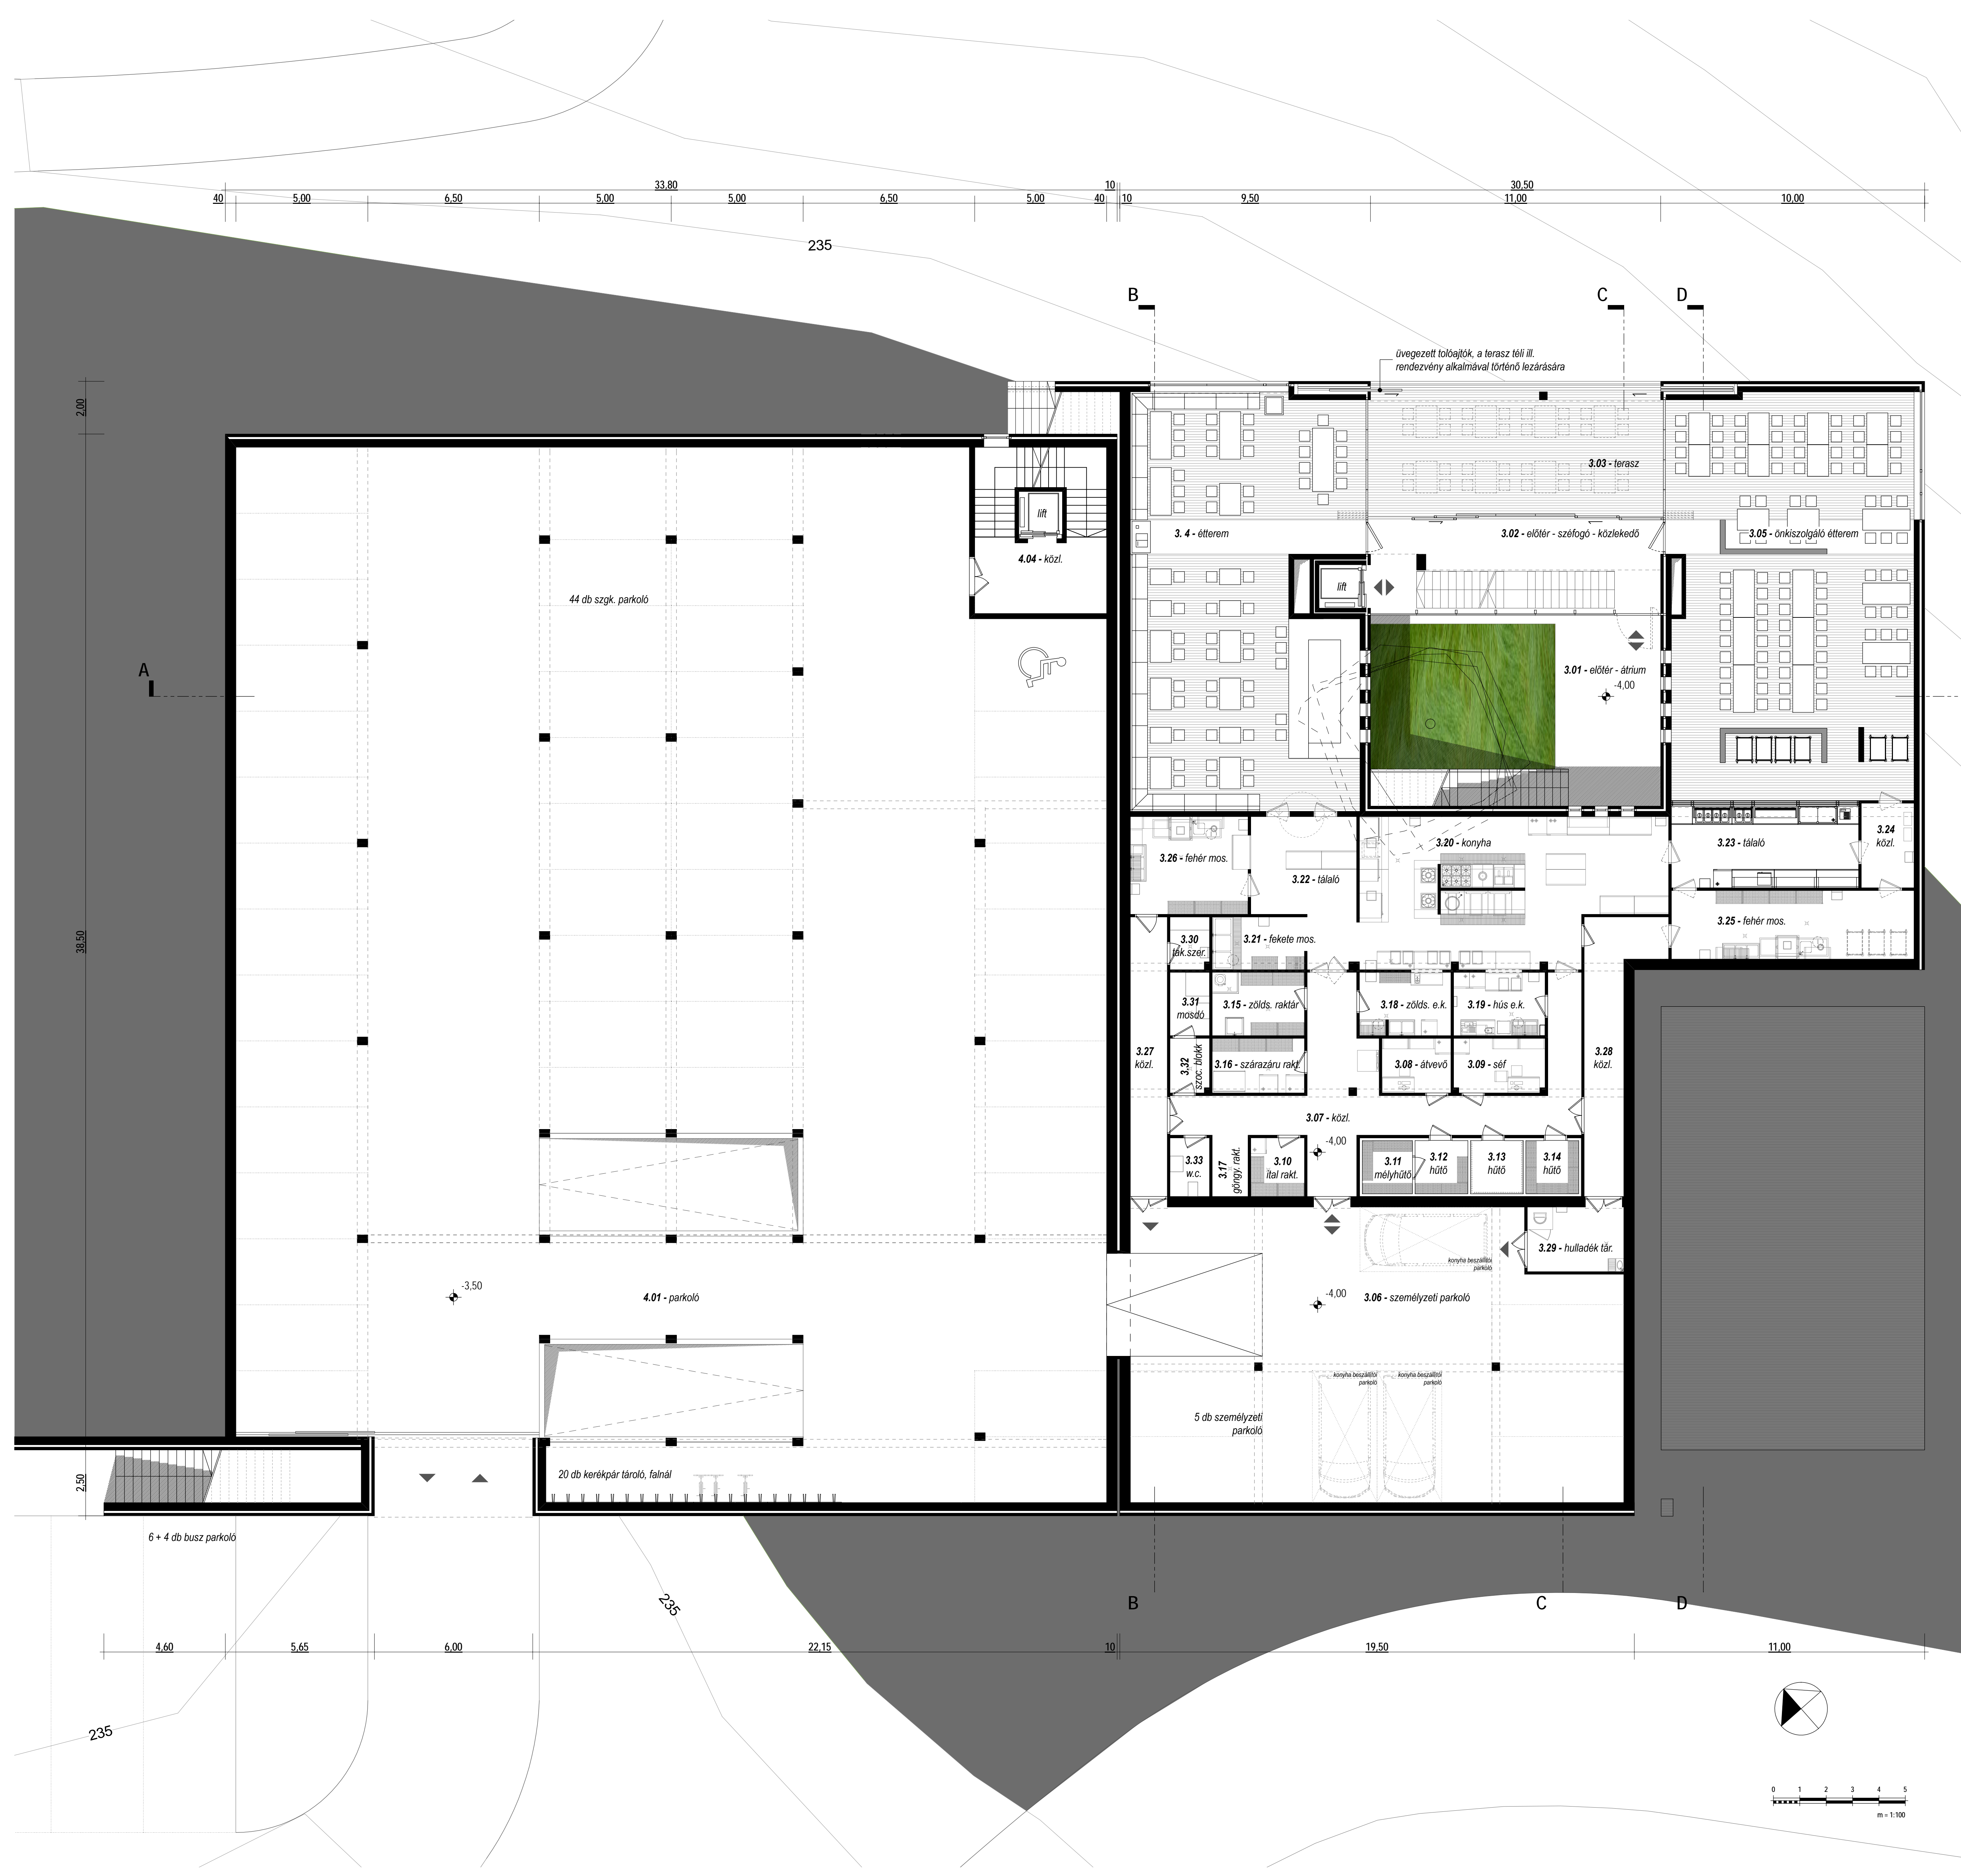 33,80
10
30,50
40
5,00
6,50
5,00
5,00
6,50
5,00
40
10
9,50
11,00
10,00
235
B
C
D
üvegezett tolóajtók, a terasz téli ill.
rendezvény alkalmával történő lezárására
2,00
3.03 - terasz
lift
3. 4 - étterem
3.02 - előtér - széfogó - közlekedő
3.05 - önkiszolgáló étterem
4.04 - közl.
44 db szgk. parkoló
lift
A
3.01 - előtér - átrium
-4,00
3.20 - konyha
3.24
közl.
3.23 - tálaló
3.26 - fehér mos.
3.22 - tálaló
3.25 - fehér mos.
38,50
3.30
tak.szer.
3.21 - fekete mos.
3.31
mosdó
3.15 - zölds. raktár
3.18 - zölds. e.k.
3.19 - hús e.k.
3.27
közl.
3.32
szoc. blokk
3.16 - szárazáru rakt.
3.08 - átvevő
3.09 - séf
3.28
közl.
3.07 - közl.
-4,00
3.33
w.c.
3.17
göngy. rakt.
3.10
ital rakt.
3.11
mélyhűtő
3.12
hűtő
3.13
hűtő
3.14
hűtő
3.29 - hulladék tár.
konyha beszállítói
parkoló
-3,50
4.01 - parkoló
-4,00
3.06 - személyzeti parkoló
konyha beszállítói
parkoló
konyha beszállítói
parkoló
5 db személyzeti
parkoló
2,50
20 db kerékpár tároló, falnál
6 + 4 db busz parkoló
235
B
C
D
4,60
5,65
6,00
22,15
10
19,50
11,00
235
0 1 2 3 4 5
m = 1:100